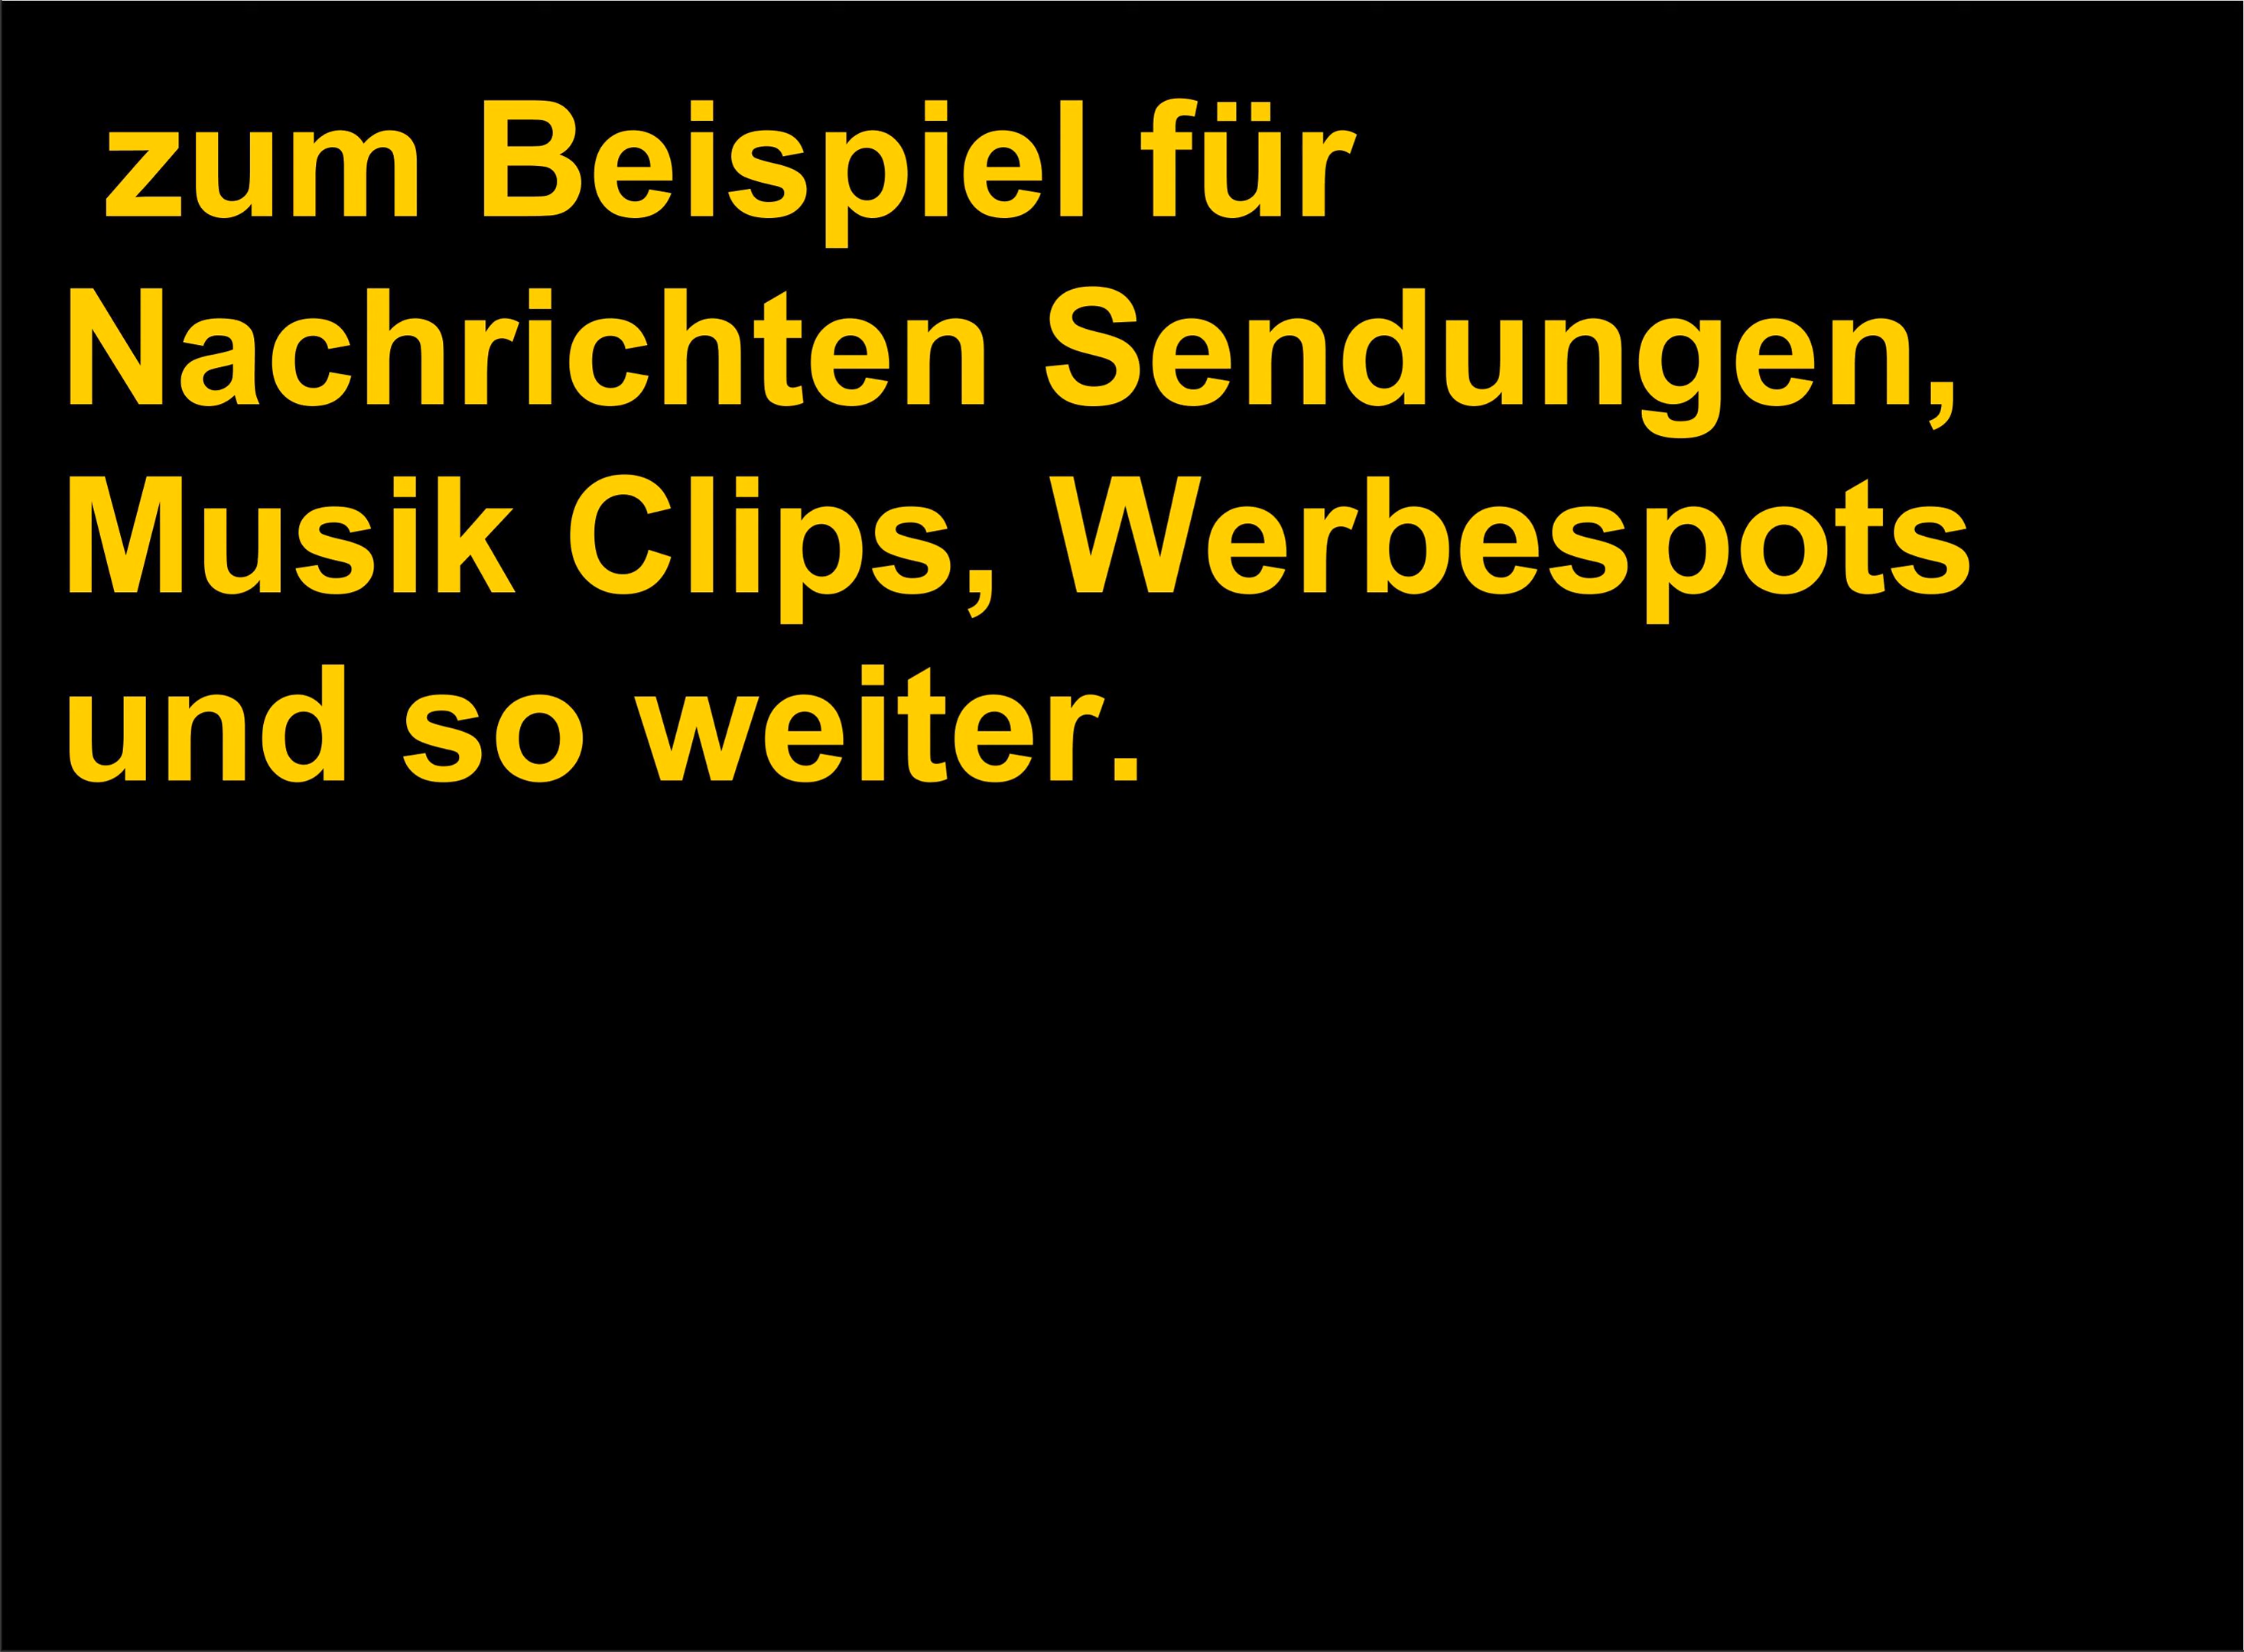 zum Beispiel für
Nachrichten Sendungen,
Musik Clips, Werbespots
und so weiter.